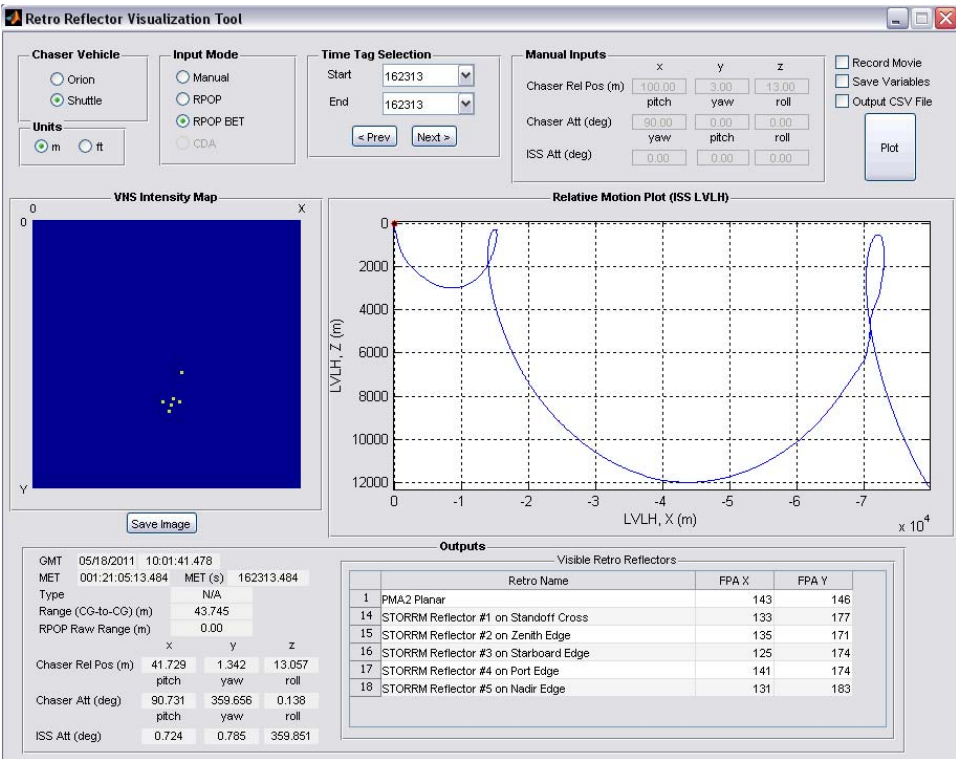 Retro Reflector Visualization Tool
Chaser Vehicle
Orion
Shuttle
Units
m ft
Input Mode
Manual
RPOP
RPOP BET
CDA
Time Tag Selection
Start 162313
End 162313
< Prev Next >
Manual Inputs
x y z
Chaser Rel Pos (m) 100.00 3.00 13.00
pitch yaw roll
Chaser Att (deg) 90.00 0.00 0.00
yaw pitch roll
ISS Att (deg) 0.00 0.00 0.00
Record Movie
Save Variables
Output CSV File
Plot
VNS Intensity Map
0 X
0
Y
Save Image
Relative Motion Plot (ISS LVLH)
LVLH, Z (m)
0
2000
4000
6000
8000
10000
12000
0 -1 -2 -3 -4 -5 -6 -7
LVLH, X (m)
x 10⁴
Outputs
GMT 05/18/2011 10:01:41.478
MET 001:21:05:13.484 MET (s) 162313.484
Type N/A
Range (CG-to-CG) (m) 43.745
RPOP Raw Range (m) 0.00
x y z
Chaser Rel Pos (m) 41.729 1.342 13.057
pitch yaw roll
Chaser Att (deg) 90.731 359.656 0.138
pitch yaw roll
ISS Att (deg) 0.724 0.785 359.851
Visible Retro Reflectors
Retro Name FPA X FPA Y
1 PMA2 Planar 143 146
14 STORRM Reflector #1 on Standoff Cross 133 177
15 STORRM Reflector #2 on Zenith Edge 135 171
16 STORRM Reflector #3 on Starboard Edge 125 174
17 STORRM Reflector #4 on Port Edge 141 174
18 STORRM Reflector #5 on Nadir Edge 131 183